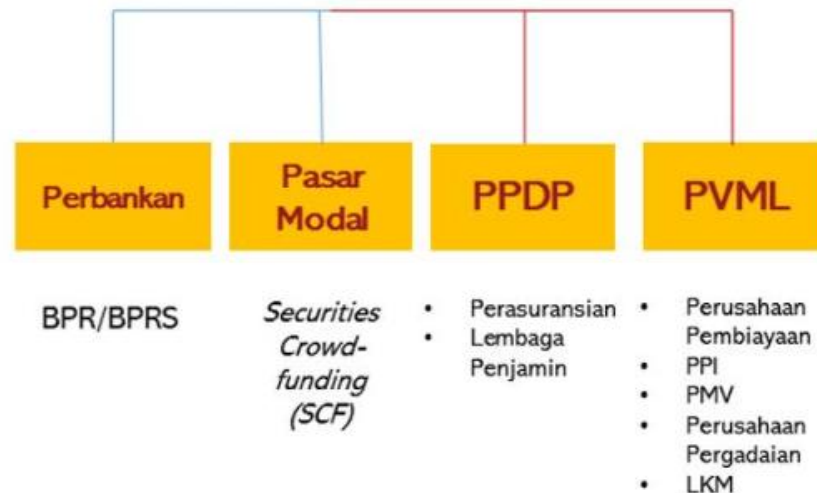 Perbankan
Pasar
Modal
PPDP
PVML
BPR/BPRS
Securities
Crowd-
funding
(SCF)
• Perasuransian
• Lembaga
Penjamin
• Perusahaan
Pembiayaan
• PPI
• PMV
• Perusahaan
Pergadaian
• LKM